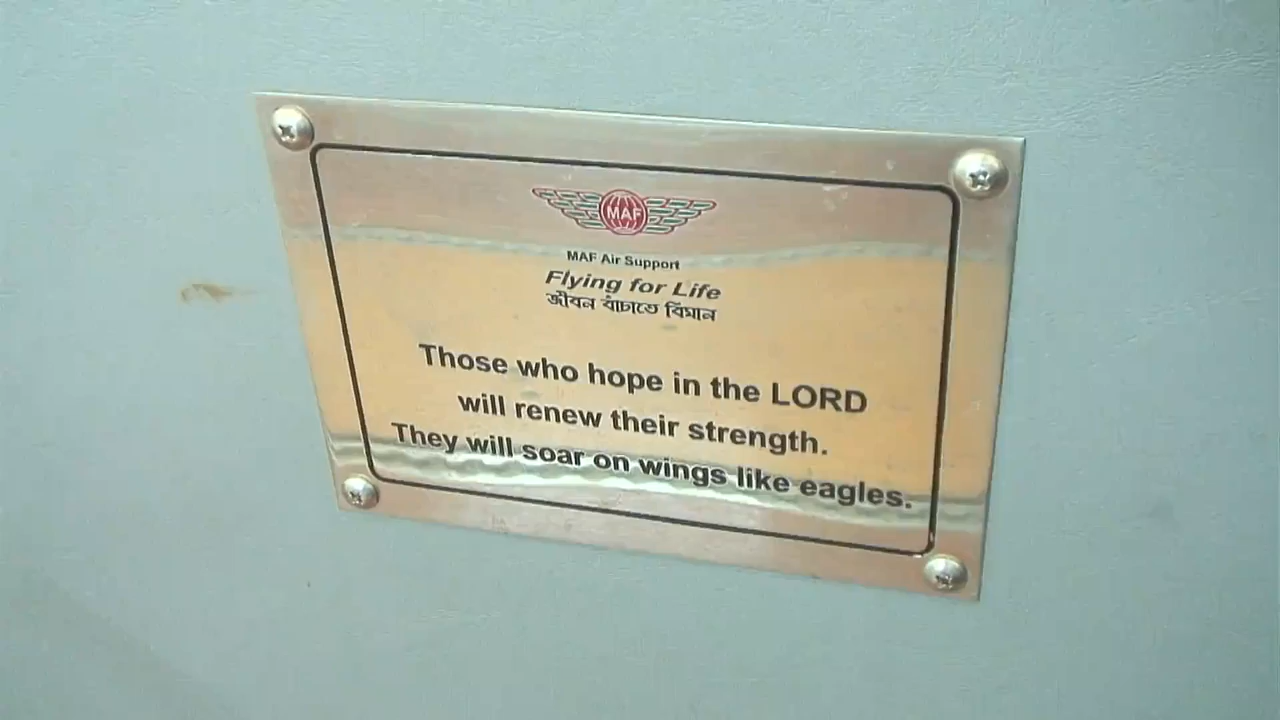 MAF
MAF Air Support
Flying for Life
জীবন বাঁচাতে বিমান
Those who hope in the LORD
will renew their strength.
They will soar on wings like eagles.